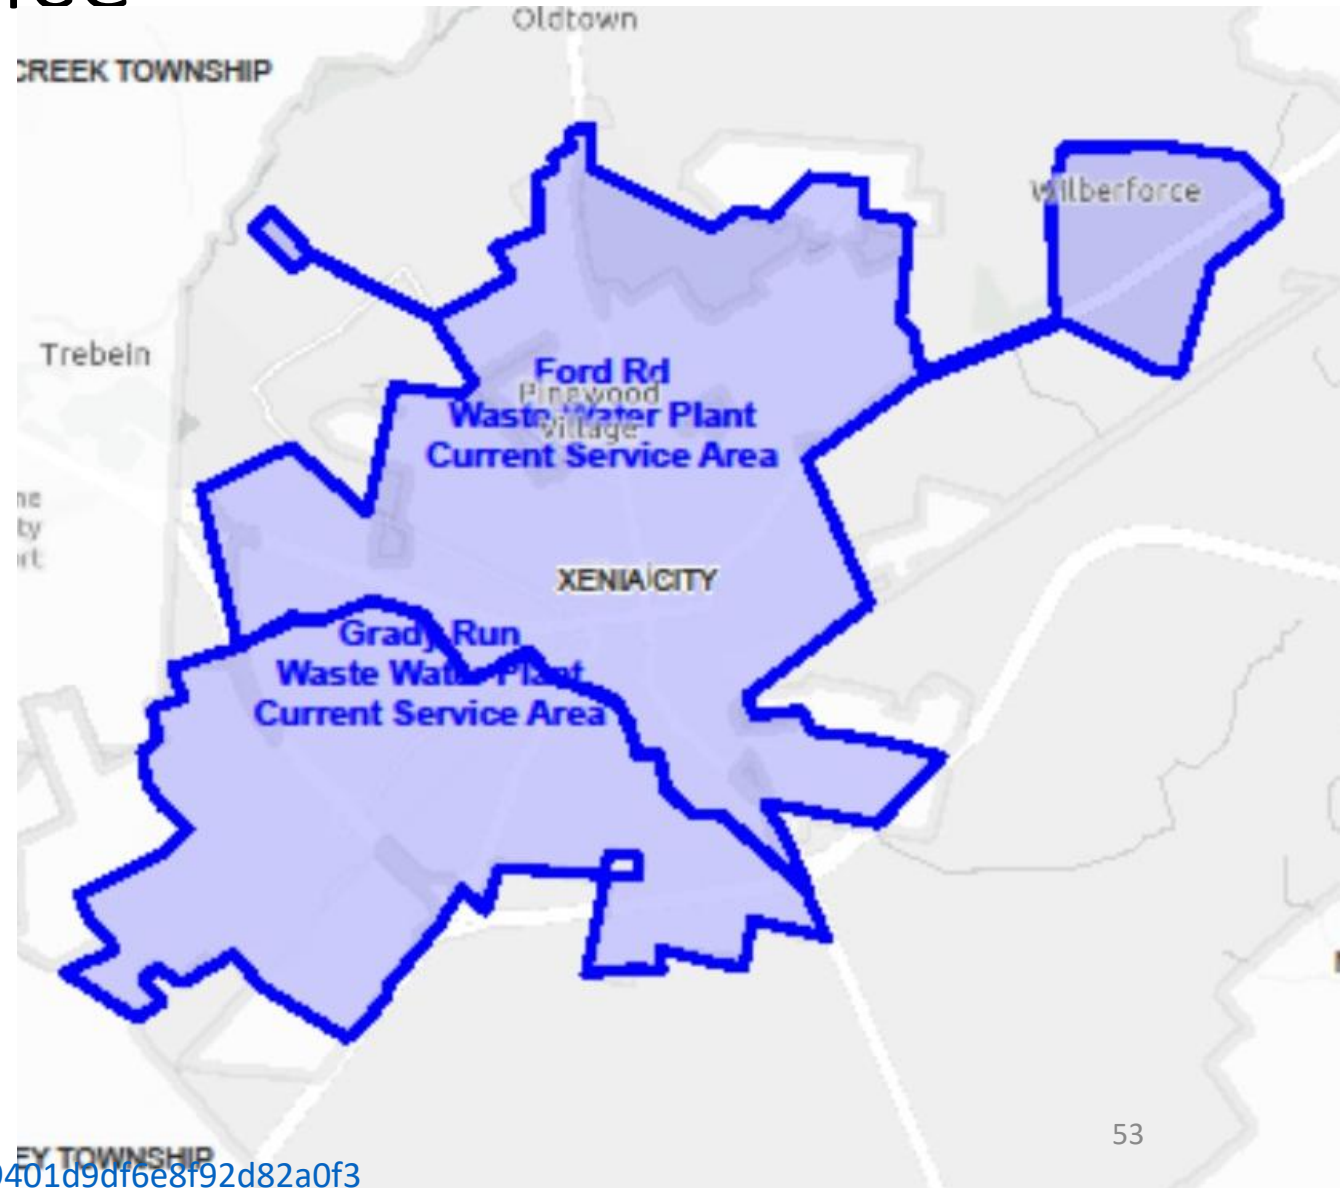 Oldtown
CREEK TOWNSHIP
Wilberforce
Trebein
Ford Rd
Pinewood
Waste Water Plant
Village
Current Service Area
XENIA CITY
Grady Run
Waste Water Plant
Current Service Area
53
EY TOWNSHIP
9401d9df6e8f92d82a0f3